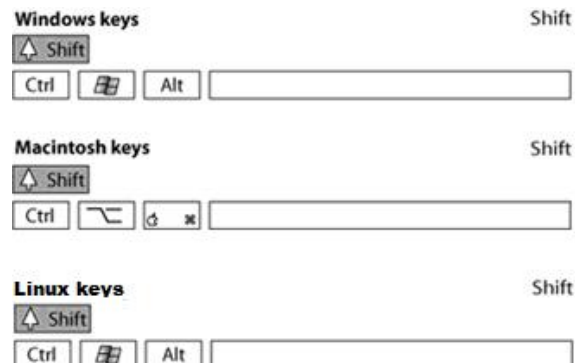 Windows keys Shift
Shift
Ctrl Alt
Macintosh keys Shift
Shift
Ctrl ⌥ ⌘
Linux keys Shift
Shift
Ctrl Alt